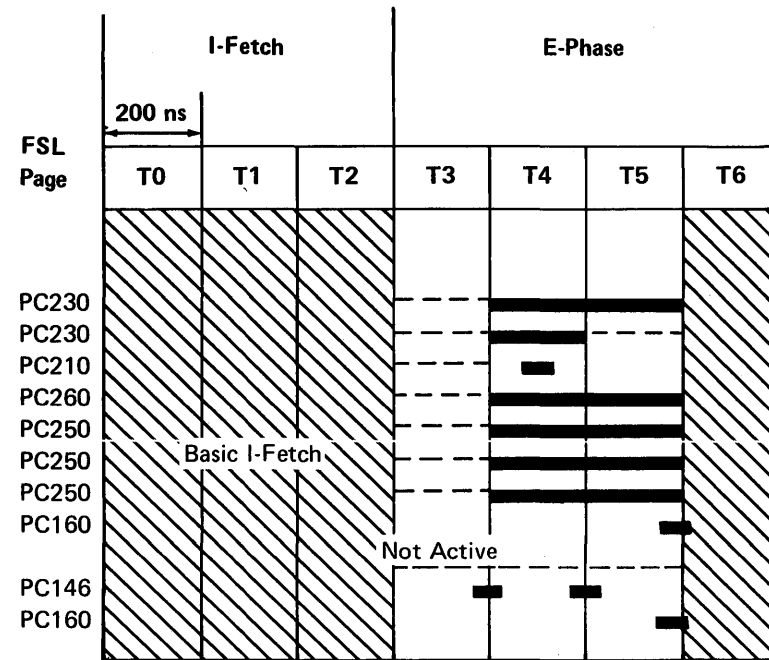 I-Fetch E-Phase
200 ns
FSL
Page T0 T1 T2 T3 T4 T5 T6
PC230
PC230
PC210
PC260
PC250
Basic I-Fetch
PC250
PC250
PC160
Not Active
PC146
PC160